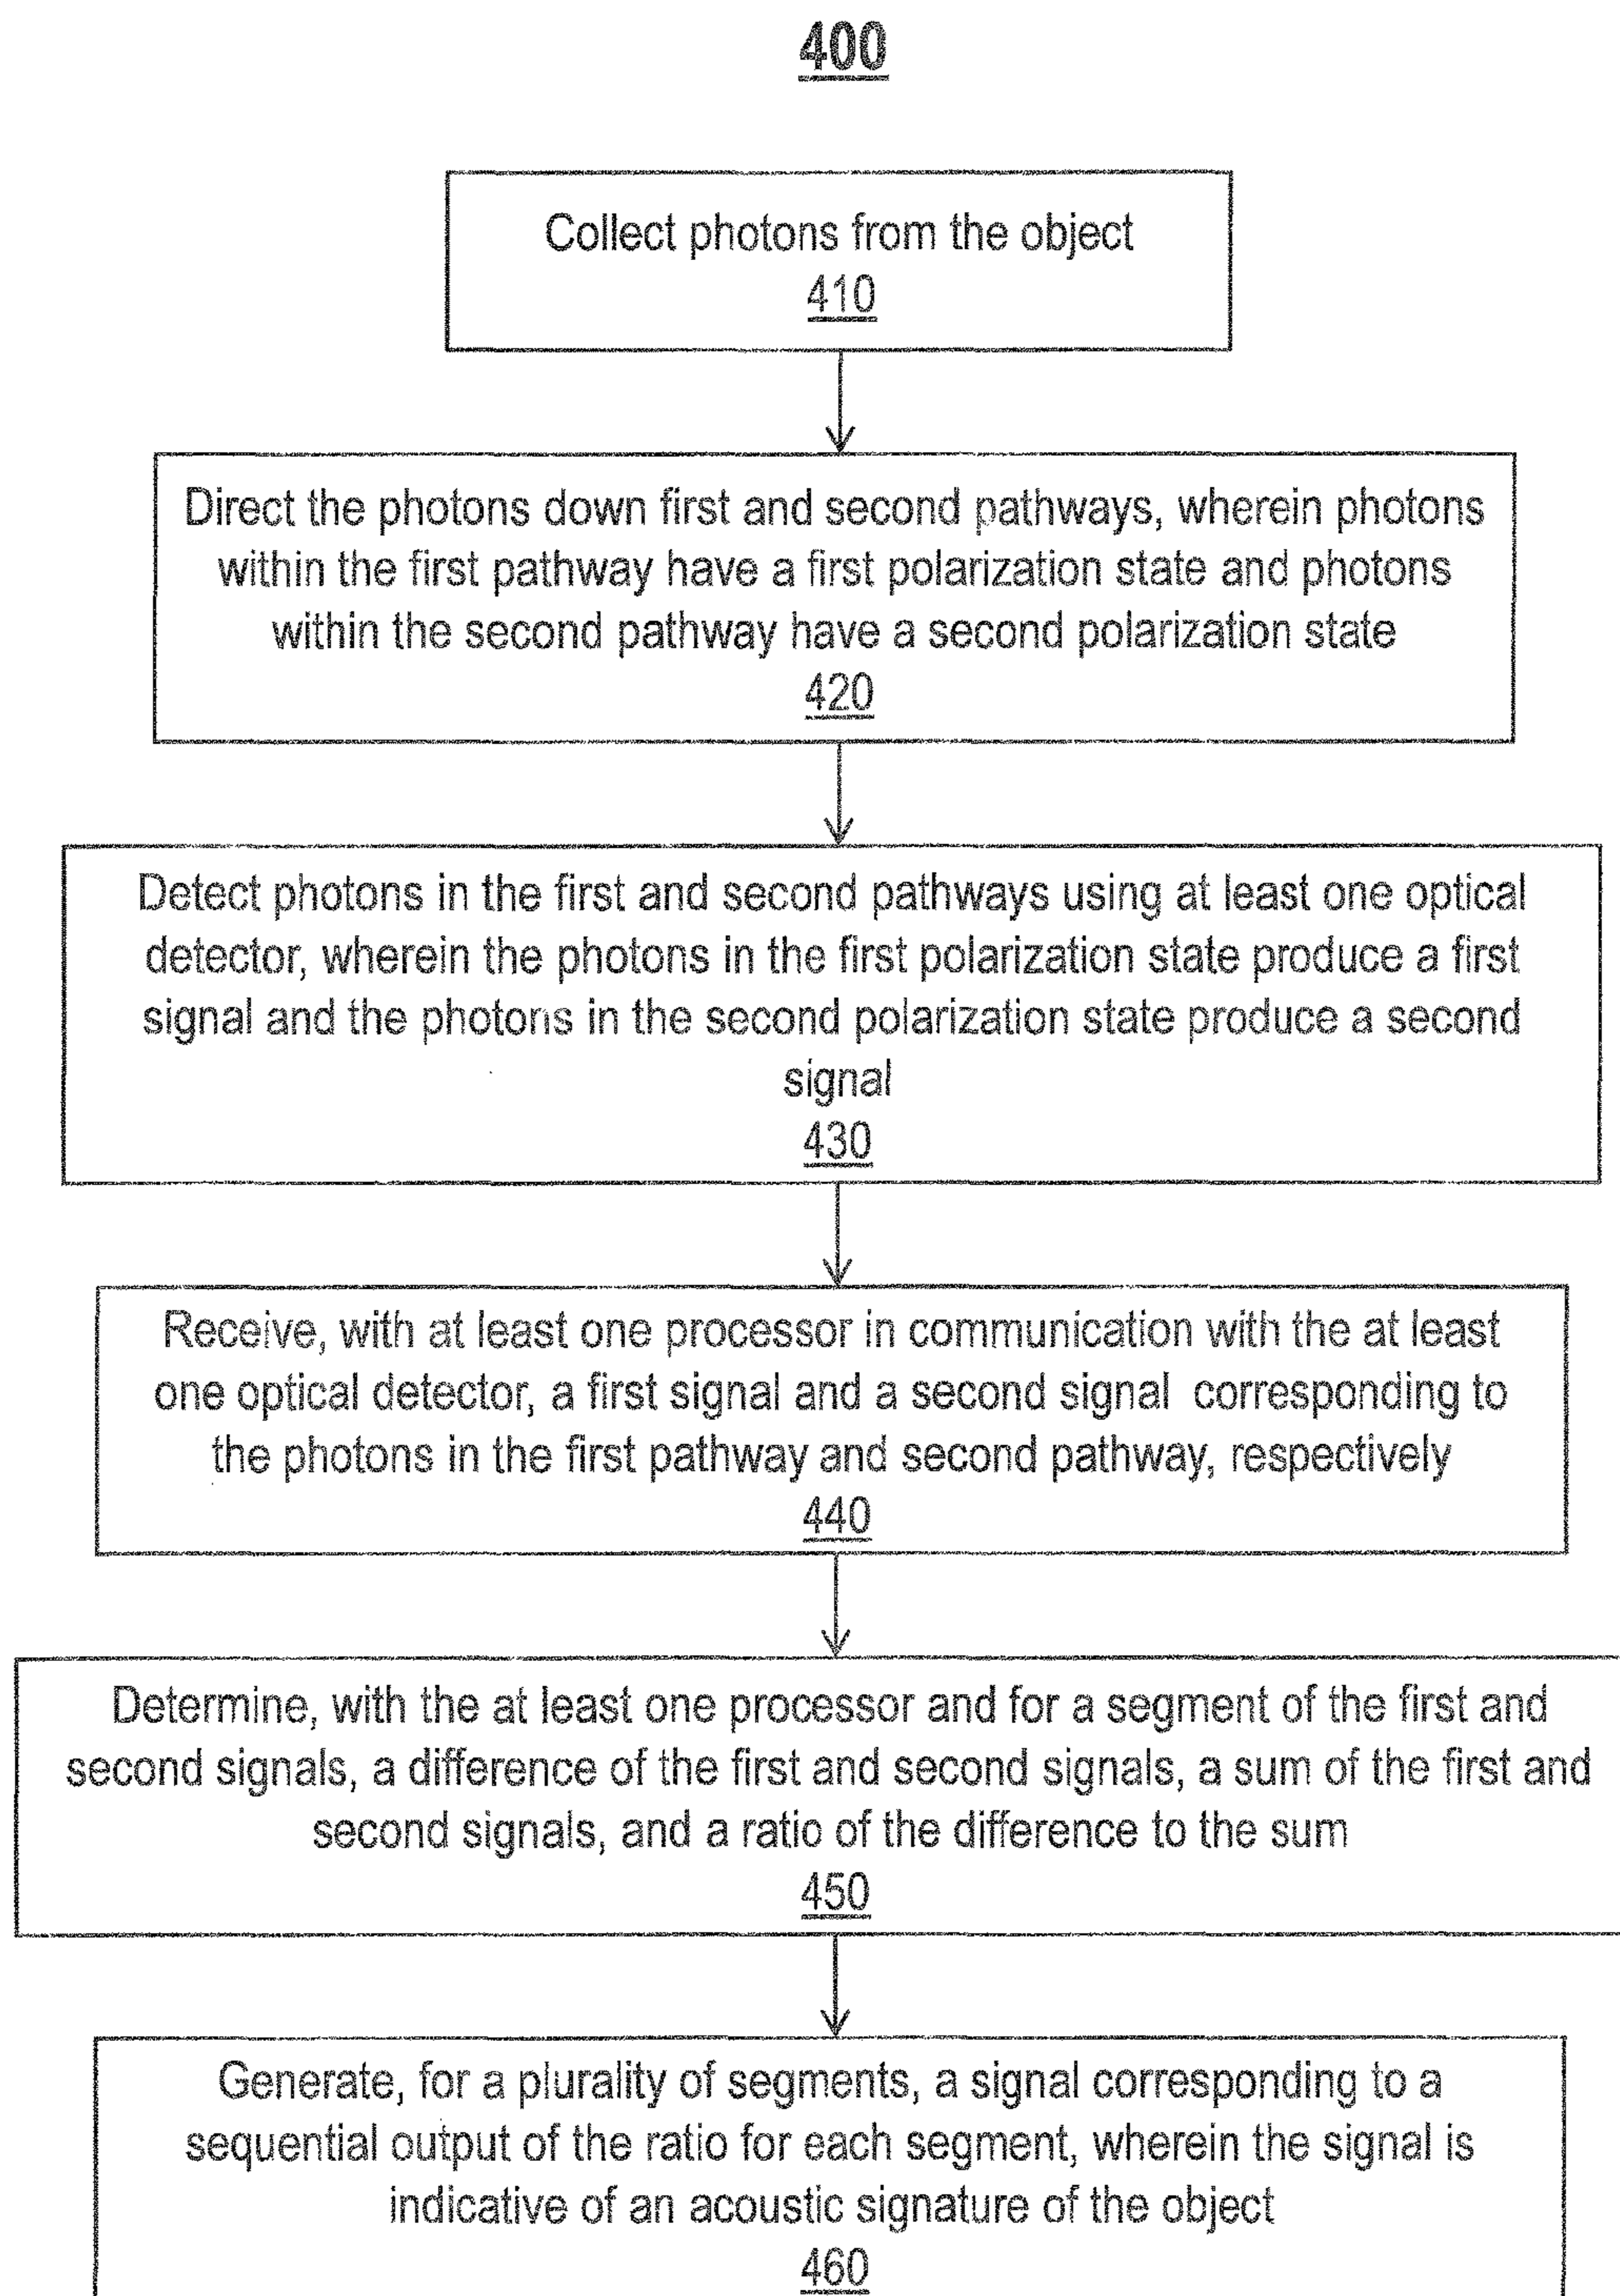 400
Collect photons from the object
410
Direct the photons down first and second pathways, wherein photons
within the first pathway have a first polarization state and photons
within the second pathway have a second polarization state
420
Detect photons in the first and second pathways using at least one optical
detector, wherein the photons in the first polarization state produce a first
signal and the photons in the second polarization state produce a second
signal
430
Receive, with at least one processor in communication with the at least
one optical detector, a first signal and a second signal corresponding to
the photons in the first pathway and second pathway, respectively
440
Determine, with the at least one processor and for a segment of the first and
second signals, a difference of the first and second signals, a sum of the first and
second signals, and a ratio of the difference to the sum
450
Generate, for a plurality of segments, a signal corresponding to a
sequential output of the ratio for each segment, wherein the signal is
indicative of an acoustic signature of the object
460